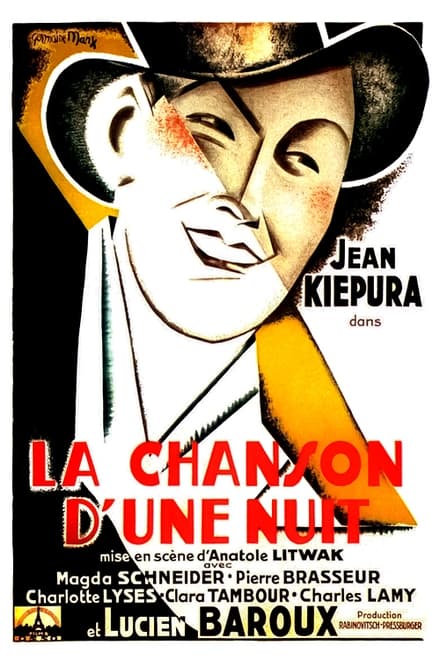 JEAN
KIEPURA
dans
LA CHANSON
D'UNE NUIT
mise en scène d'Anatole LITWAK
avec
Magda SCHNEIDER · Pierre BRASSEUR
Charlotte LYSES · Clara TAMBOUR · Charles LAMY
et LUCIEN BAROUX
Production
RABINOVITSCH-PRESSBURGER